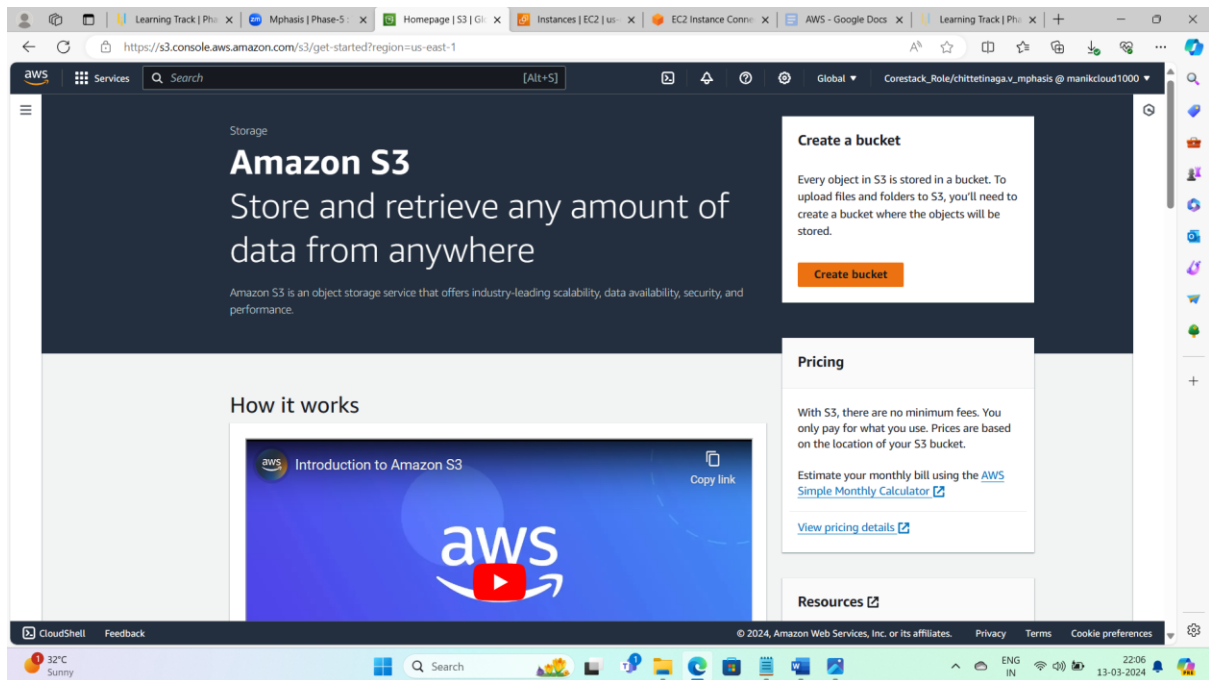 Learning Track | Pha
Mphasis | Phase-5 :
Homepage | S3 | Glo
Instances | EC2 | us-
EC2 Instance Conne
AWS - Google Docs
Learning Track | Pha
https://s3.console.aws.amazon.com/s3/get-started?region=us-east-1
aws
Services
Search
[Alt+S]
Global
Corestack_Role/chittetinaga.v_mphasis @ manikcloud1000
Storage
Amazon S3
Store and retrieve any amount of
data from anywhere
Amazon S3 is an object storage service that offers industry-leading scalability, data availability, security, and
performance.
Create a bucket
Every object in S3 is stored in a bucket. To
upload files and folders to S3, you'll need to
create a bucket where the objects will be
stored.
Create bucket
Pricing
With S3, there are no minimum fees. You
only pay for what you use. Prices are based
on the location of your S3 bucket.
Estimate your monthly bill using the AWS
Simple Monthly Calculator
View pricing details
Resources
How it works
aws
Introduction to Amazon S3
Copy link
aws
CloudShell
Feedback
© 2024, Amazon Web Services, Inc. or its affiliates.
Privacy
Terms
Cookie preferences
1
32°C
Sunny
Search
ENG
IN
22:06
13-03-2024